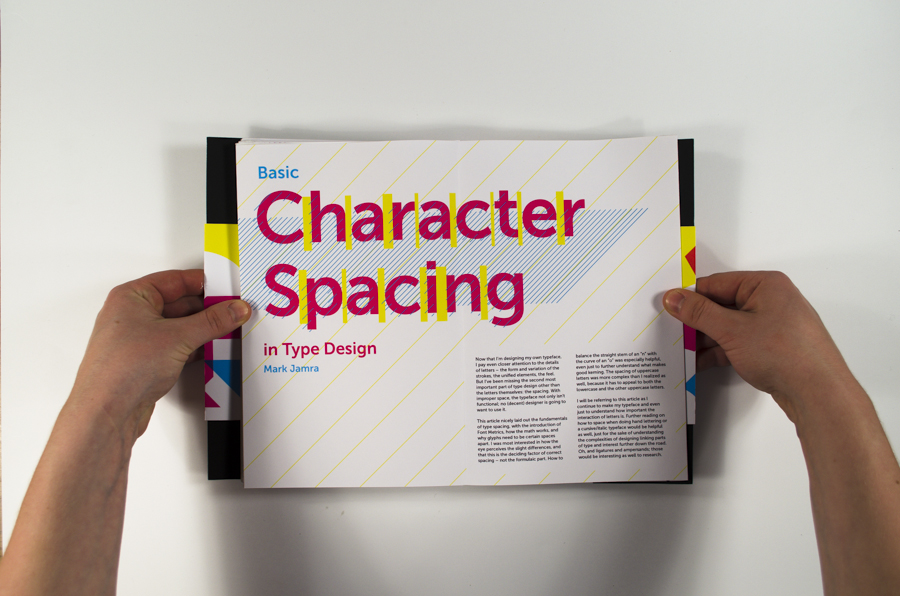 Basic
Character
Spacing
in Type Design
Mark Jamra
Now that I'm designing my own typeface,
I pay even closer attention to the details
of letters – the form and variation of the
strokes, the unified elements, the feel.
But I've been missing the second most
important part of type design other than
the letters themselves: the spacing. With
improper space, the typeface not only isn't
functional, no (decent) designer is going to
want to use it.
This article nicely laid out the fundamentals
of type spacing, with the introduction of
Font Metrics, how the math works, and
why glyphs need to be certain spaces
apart. I was most interested in how the
eye perceives the slight differences, and
that this is the deciding factor of correct
spacing – not the formulaic part. How to
balance the straight stem of an "n" with
the curve of an "o" was especially helpful,
even just to further understand what makes
good kerning. The spacing of uppercase
letters was more complex than I realized as
well, because it has to appeal to both the
lowercase and the other uppercase letters.
I will be referring to this article as I
continue to make my typeface and even
just to understand how important the
interaction of letters is. Further reading on
how to space when doing hand lettering or
a cursive/italic typeface would be helpful
as well, just for the sake of understanding
the complexities of designing linking parts
of type and interest further down the road.
Oh, and ligatures and ampersands; those
would be interesting as well to research.